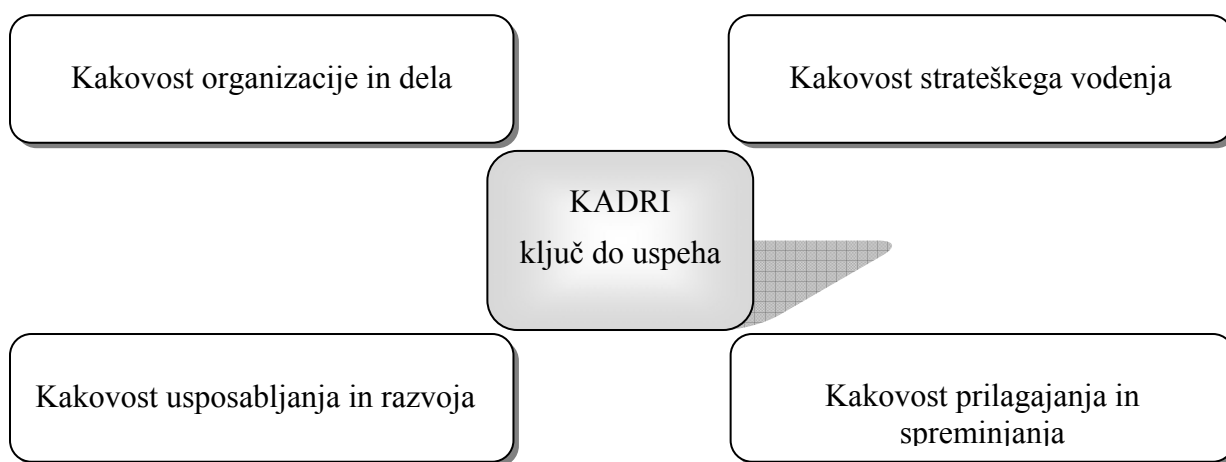 Kakovost organizacije in dela
Kakovost strateškega vodenja
KADRI
ključ do uspeha
Kakovost usposabljanja in razvoja
Kakovost prilagajanja in
spreminjanja